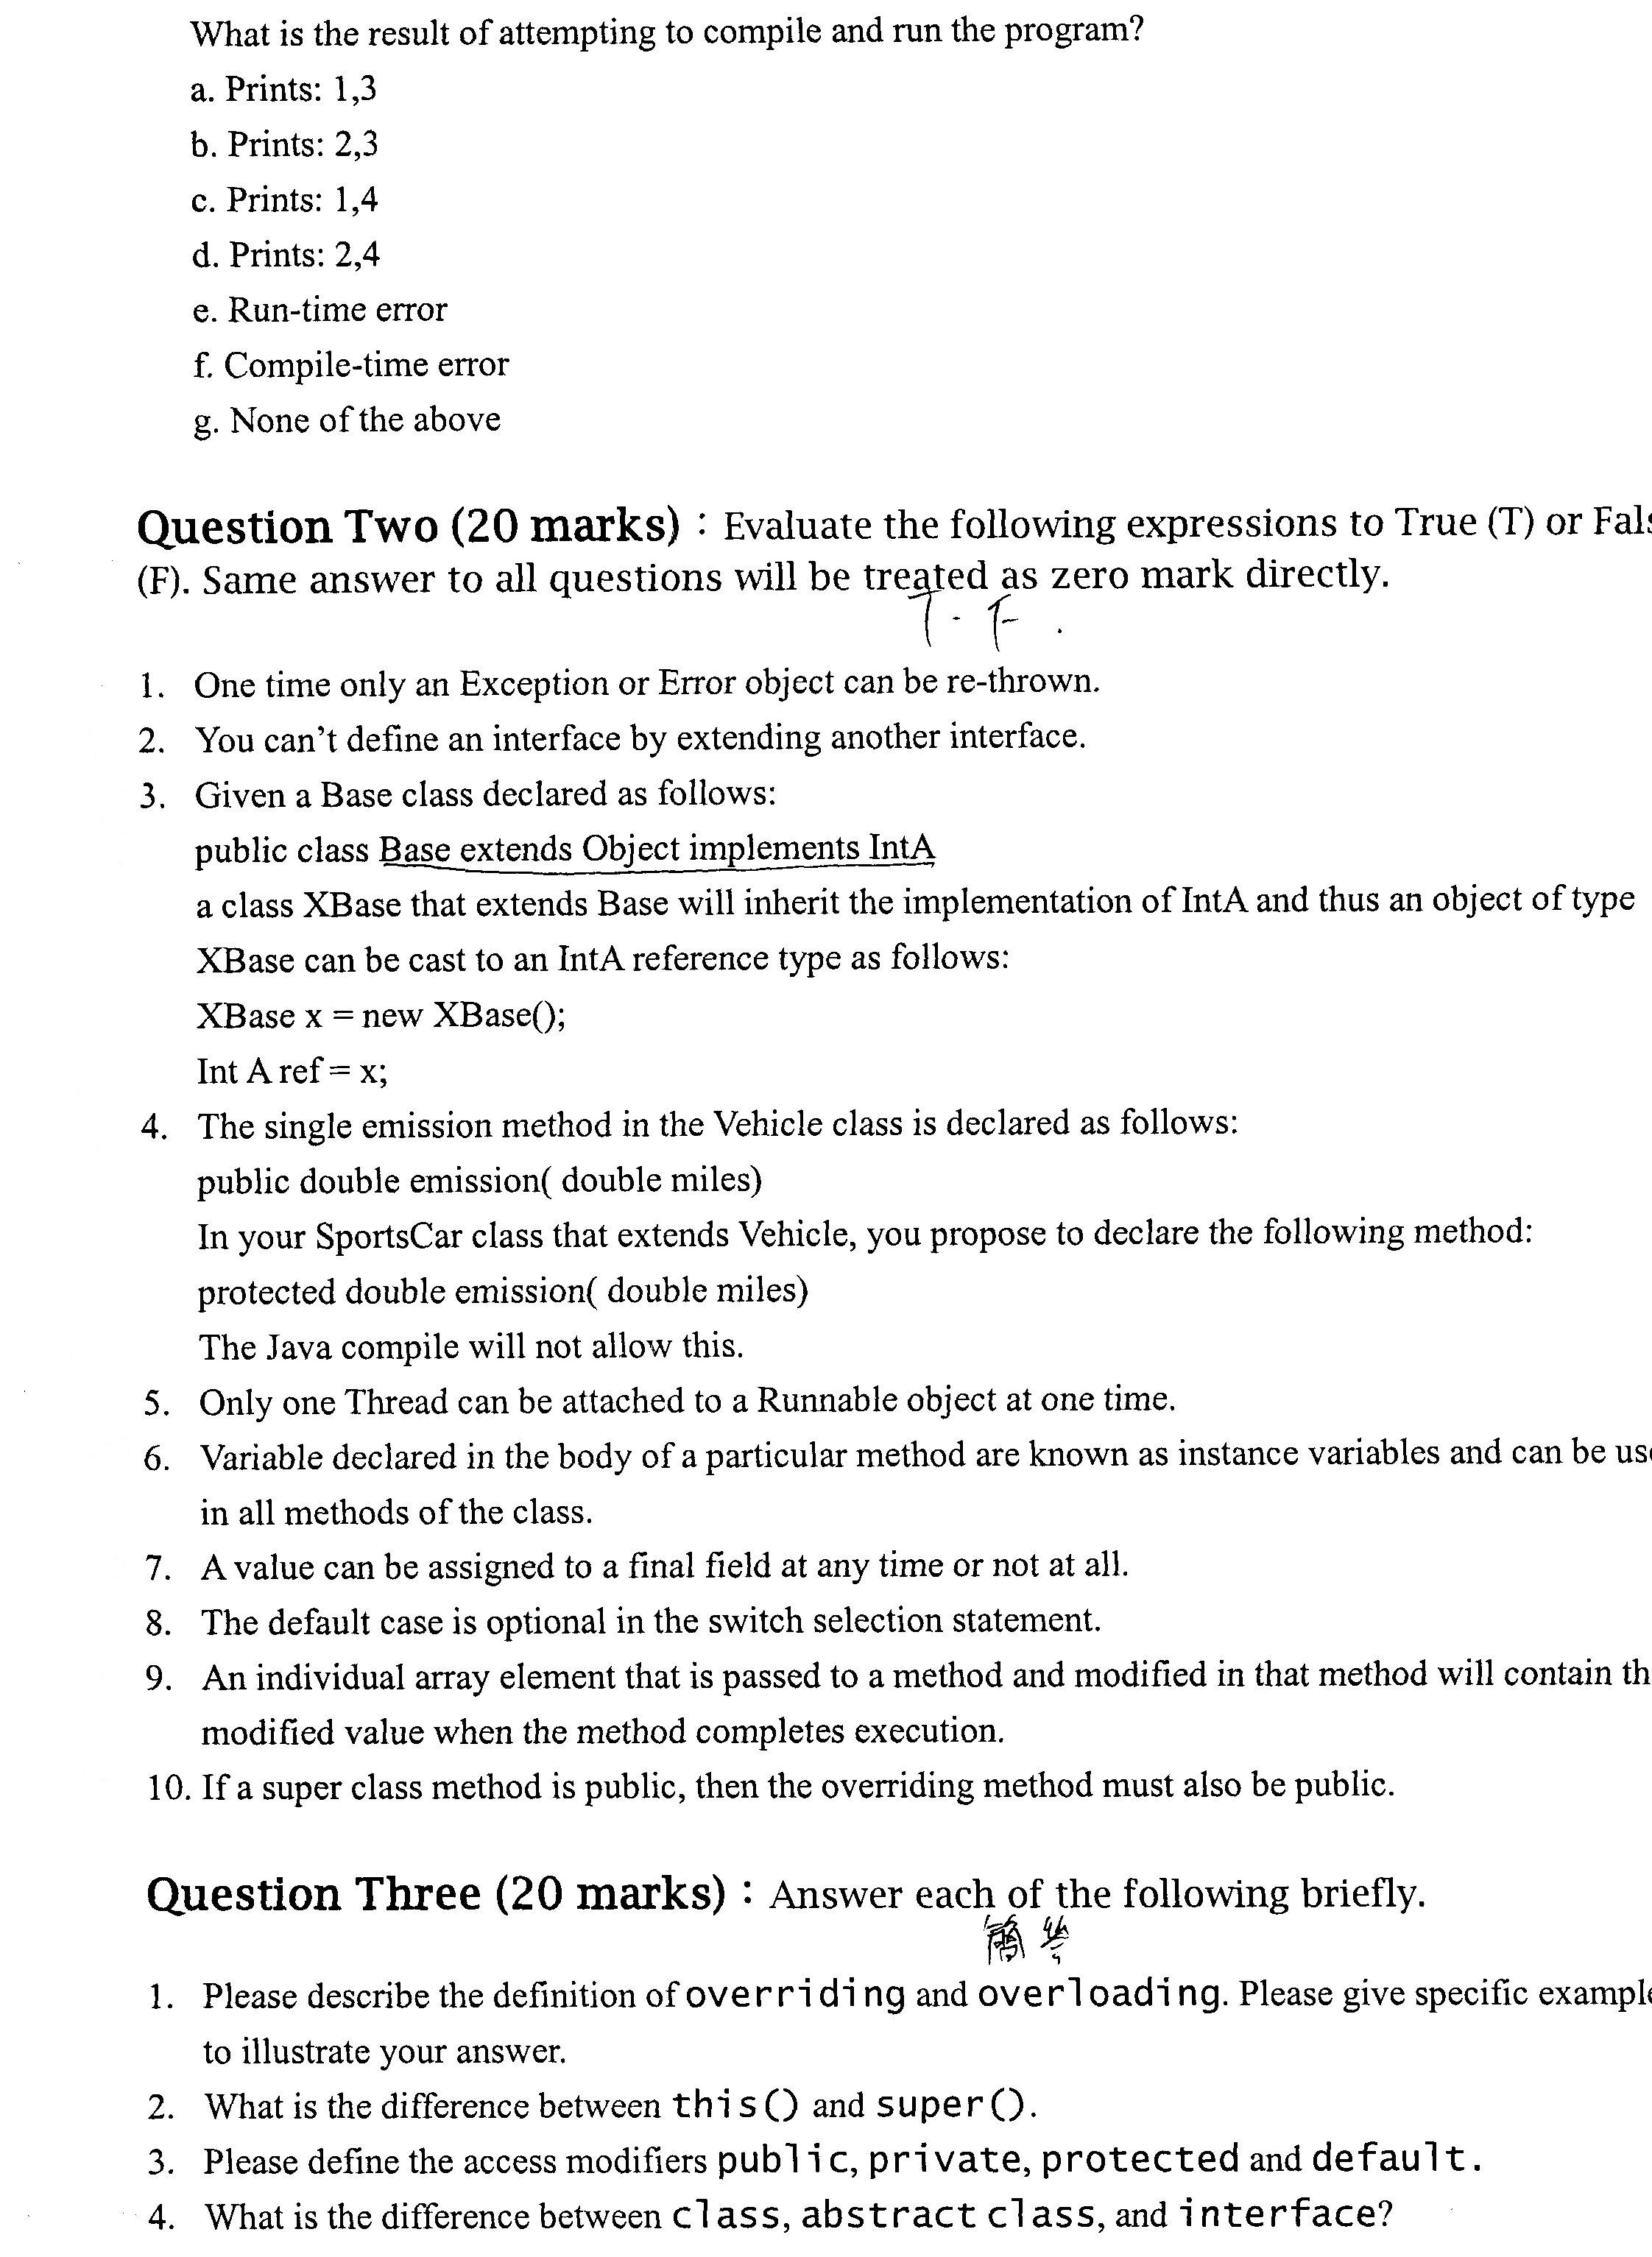 What is the result of attempting to compile and run the program?
a. Prints: 1,3
b. Prints: 2,3
c. Prints: 1,4
d. Prints: 2,4
e. Run-time error
f. Compile-time error
g. None of the above
Question Two (20 marks)：Evaluate the following expressions to True (T) or Fals
(F). Same answer to all questions will be treated as zero mark directly.
T . F .
1. One time only an Exception or Error object can be re-thrown.
2. You can't define an interface by extending another interface.
3. Given a Base class declared as follows:
public class Base extends Object implements IntA
a class XBase that extends Base will inherit the implementation of IntA and thus an object of type
XBase can be cast to an IntA reference type as follows:
XBase x = new XBase();
Int A ref = x;
4. The single emission method in the Vehicle class is declared as follows:
public double emission( double miles)
In your SportsCar class that extends Vehicle, you propose to declare the following method:
protected double emission( double miles)
The Java compile will not allow this.
5. Only one Thread can be attached to a Runnable object at one time.
6. Variable declared in the body of a particular method are known as instance variables and can be us
in all methods of the class.
7. A value can be assigned to a final field at any time or not at all.
8. The default case is optional in the switch selection statement.
9. An individual array element that is passed to a method and modified in that method will contain th
modified value when the method completes execution.
10. If a super class method is public, then the overriding method must also be public.
Question Three (20 marks)：Answer each of the following briefly.
1. Please describe the definition of overriding and overloading. Please give specific example
to illustrate your answer.
2. What is the difference between this() and super().
3. Please define the access modifiers public, private, protected and default.
4. What is the difference between class, abstract class, and interface?